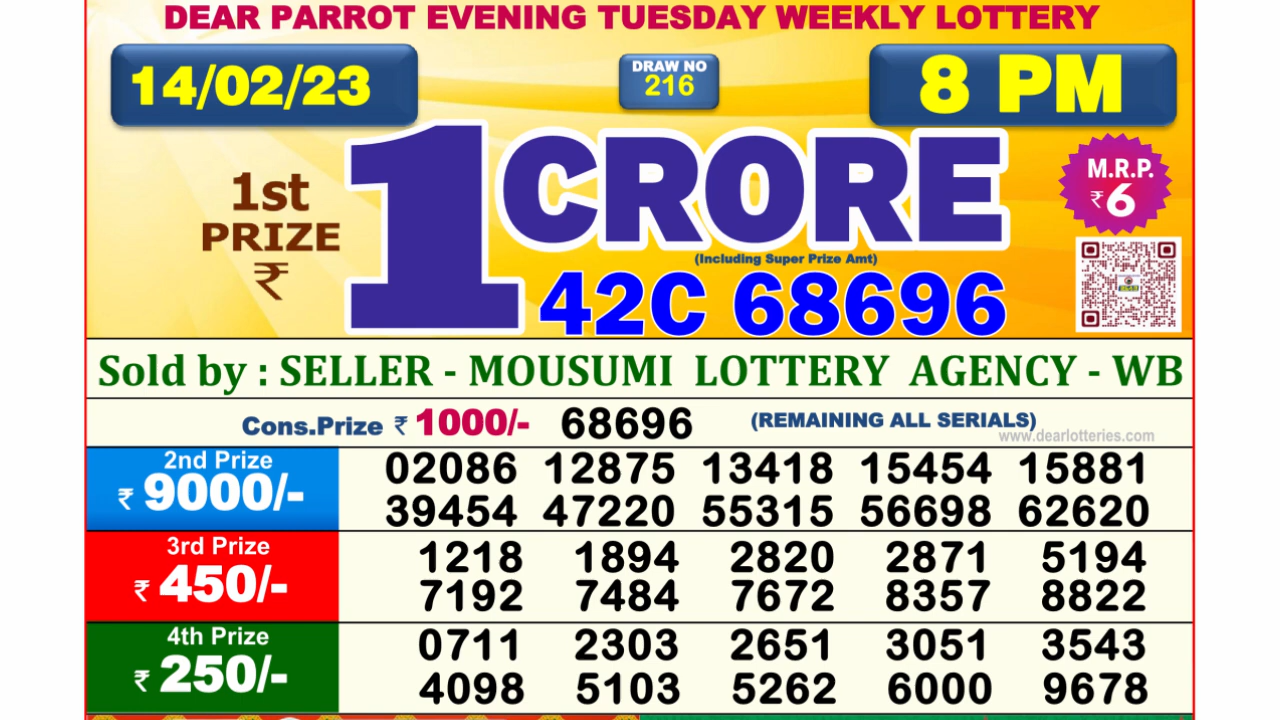 DEAR PARROT EVENING TUESDAY WEEKLY LOTTERY
14/02/23
DRAW NO
216
8 PM
1st
PRIZE
₹
1 CRORE
(Including Super Prize Amt)
42C 68696
M.R.P.
₹6
Sold by : SELLER - MOUSUMI LOTTERY AGENCY - WB
Cons.Prize ₹ 1000/- 68696 (REMAINING ALL SERIALS)
www.dearlotteries.com
2nd Prize
₹ 9000/-
02086 12875 13418 15454 15881
39454 47220 55315 56698 62620
3rd Prize
₹ 450/-
1218 1894 2820 2871 5194
7192 7484 7672 8357 8822
4th Prize
₹ 250/-
0711 2303 2651 3051 3543
4098 5103 5262 6000 9678